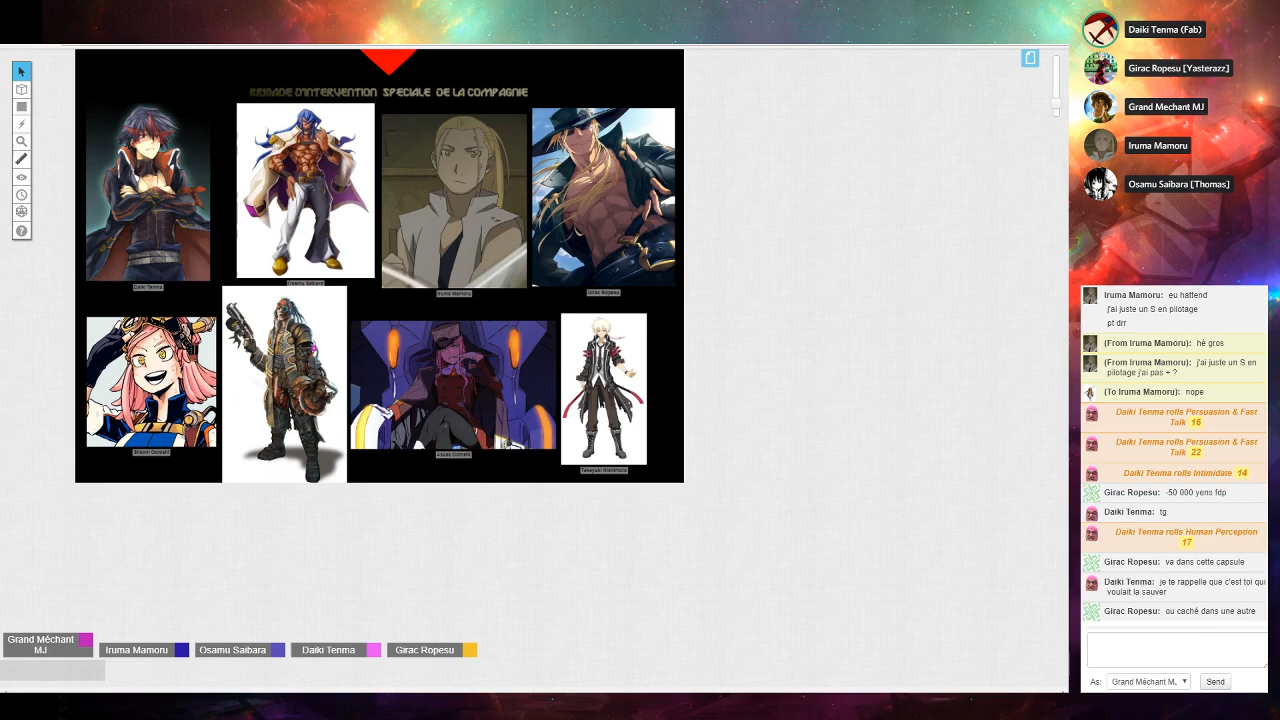 BRIGADE D'INTERVENTION SPECIALE DE LA COMPAGNIE
Daiki Tenma
Osamu Saibara
Iruma Mamoru
Girac Ropesu
Takayuki Nishimoto
Grand Méchant
MJ
Iruma Mamoru
Osamu Saibara
Daiki Tenma
Girac Ropesu
Daiki Tenma (Fab)
Girac Ropesu [Yasterazz]
Grand Mechant MJ
Iruma Mamoru
Osamu Saibara [Thomas]
Iruma Mamoru: eu hattend
j'ai juste un S en pilotage
pt drr
(From Iruma Mamoru): hè gros
(From Iruma Mamoru): j'ai juste un S en
pilotage j'ai pas + ?
(To Iruma Mamoru): nope
Daiki Tenma rolls Persuasion & Fast
Talk 16
Daiki Tenma rolls Persuasion & Fast
Talk 22
Daiki Tenma rolls Intimidate 14
Girac Ropesu: -50 000 yens fdp
Daiki Tenma: tg
Daiki Tenma rolls Human Perception
17
Girac Ropesu: va dans cette capsule
Daiki Tenma: je te rappelle que c'est toi qui
voulait la sauver
Girac Ropesu: ou caché dans une autre
As: Grand Méchant M.
Send